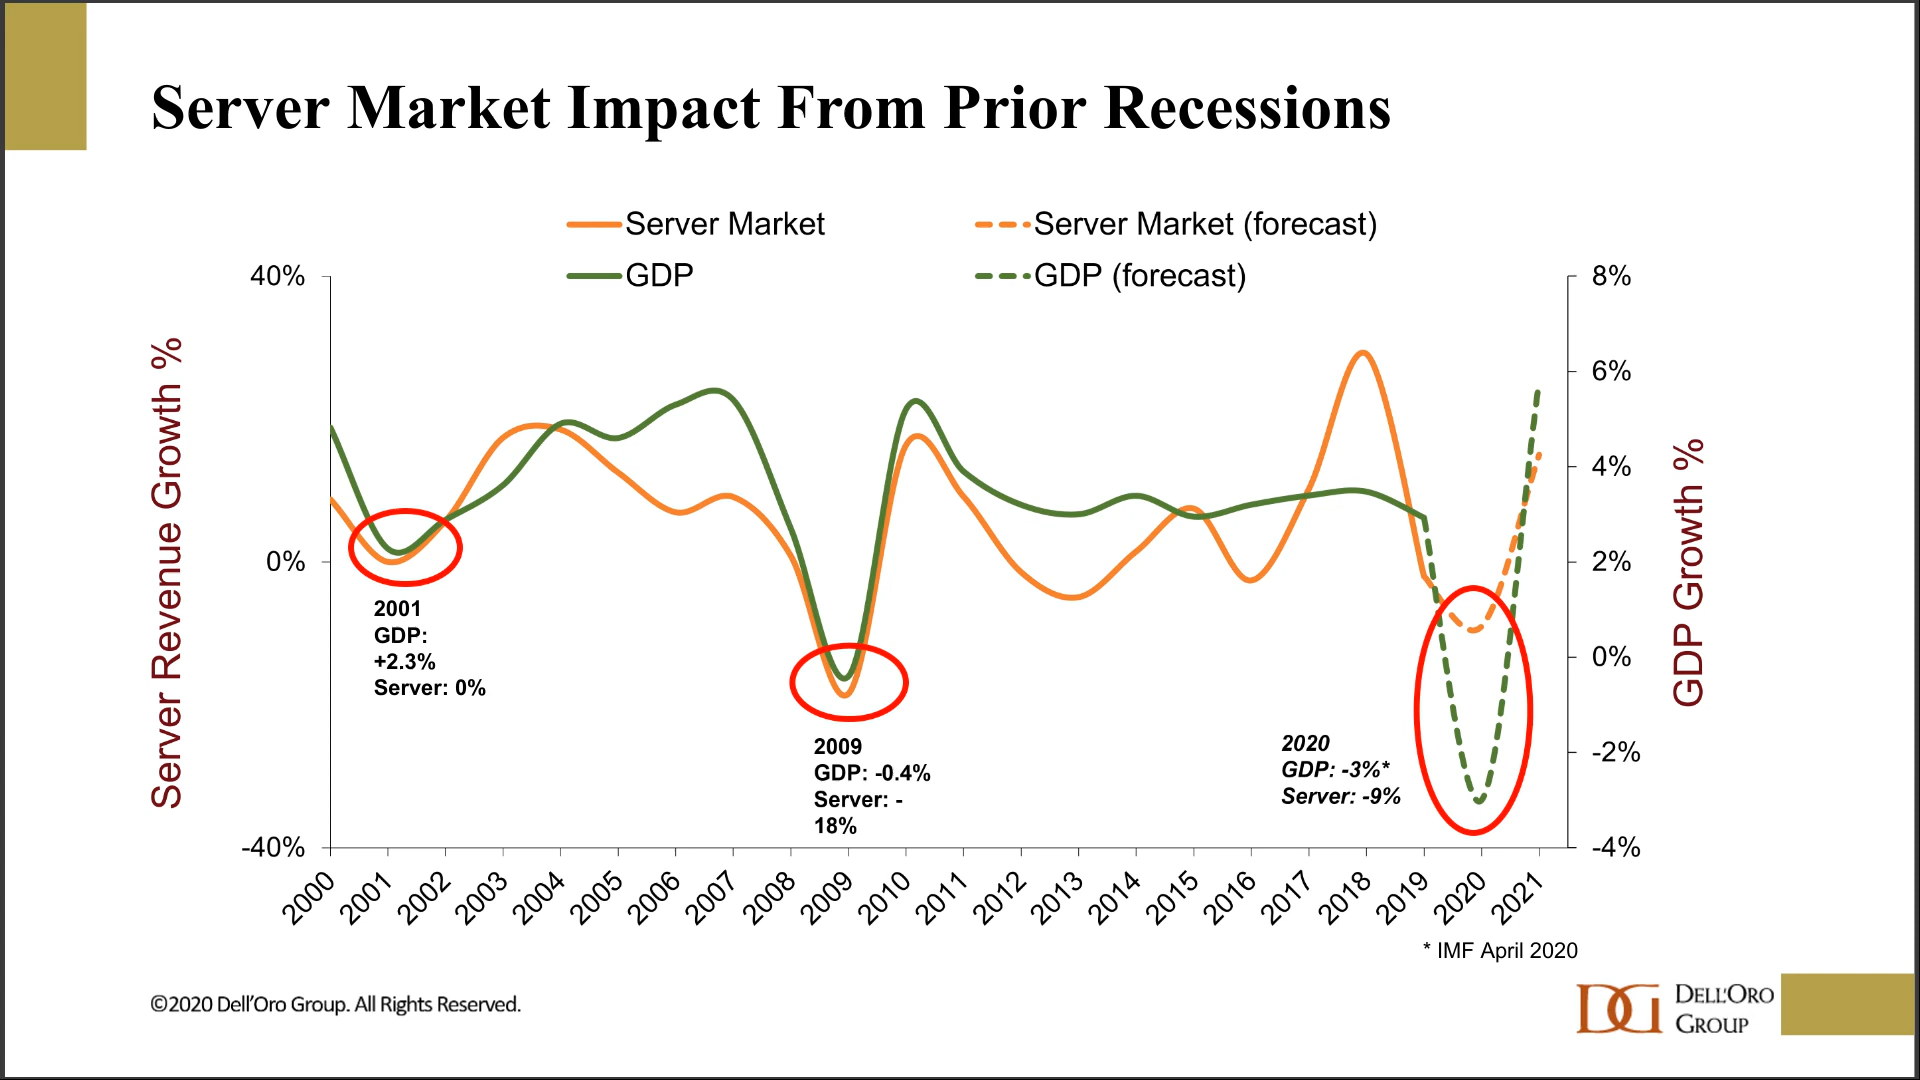 Server Market Impact From Prior Recessions
Server Market
Server Market (forecast)
GDP
GDP (forecast)
Server Revenue Growth %
40%
0%
-40%
8%
6%
4%
2%
0%
-2%
-4%
GDP Growth %
2001
GDP:
+2.3%
Server: 0%
2009
GDP: -0.4%
Server: -
18%
2020
GDP: -3%*
Server: -9%
2000
2001
2002
2003
2004
2005
2006
2007
2008
2009
2010
2011
2012
2013
2014
2015
2016
2017
2018
2019
2020
2021
* IMF April 2020
©2020 Dell’Oro Group. All Rights Reserved.
DG
DELL'ORO
GROUP